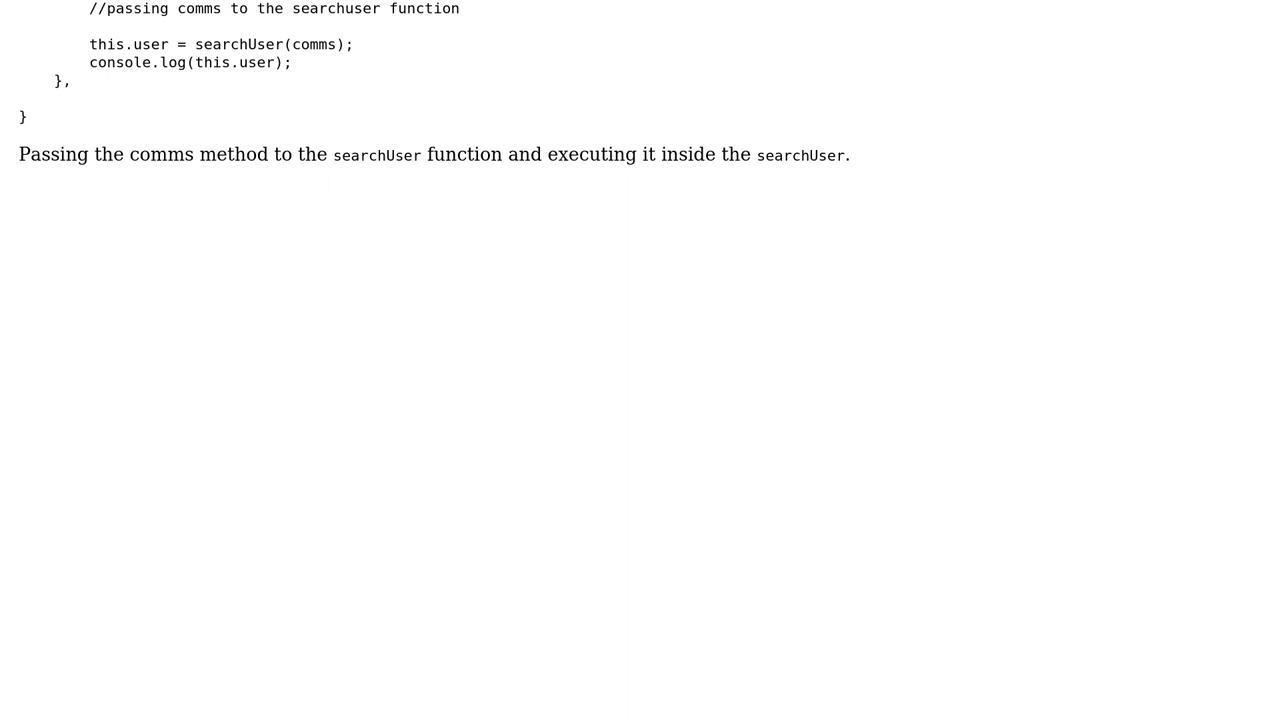 //passing comms to the searchuser function
this.user = searchUser(comms);
console.log(this.user);
},
}
Passing the comms method to the searchUser function and executing it inside the searchUser.